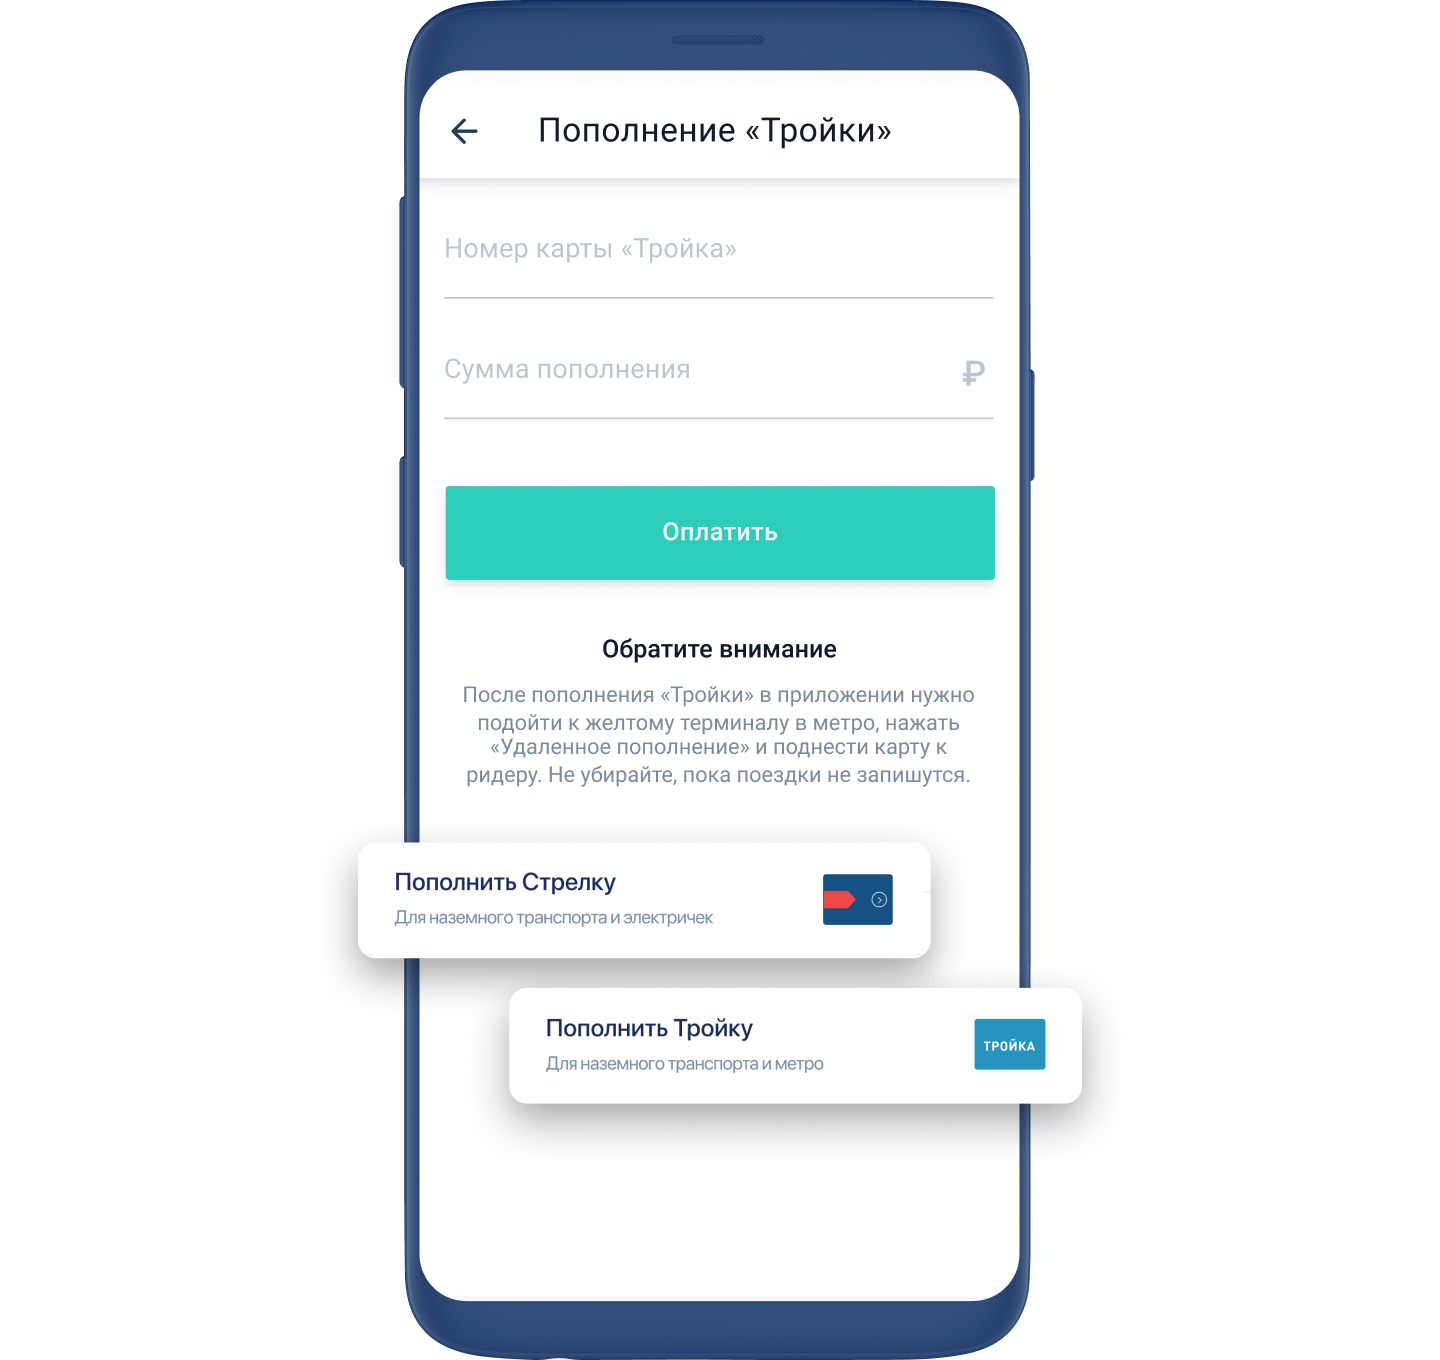 Пополнение «Тройки»
Номер карты «Тройка»
Сумма пополнения ₽
Оплатить
Обратите внимание
После пополнения «Тройки» в приложении нужно
подойти к желтому терминалу в метро, нажать
«Удаленное пополнение» и поднести карту к
ридеру. Не убирайте, пока поездки не запишутся.
Пополнить Стрелку
Для наземного транспорта и электричек
Пополнить Тройку
Для наземного транспорта и метро
ТРОЙКА